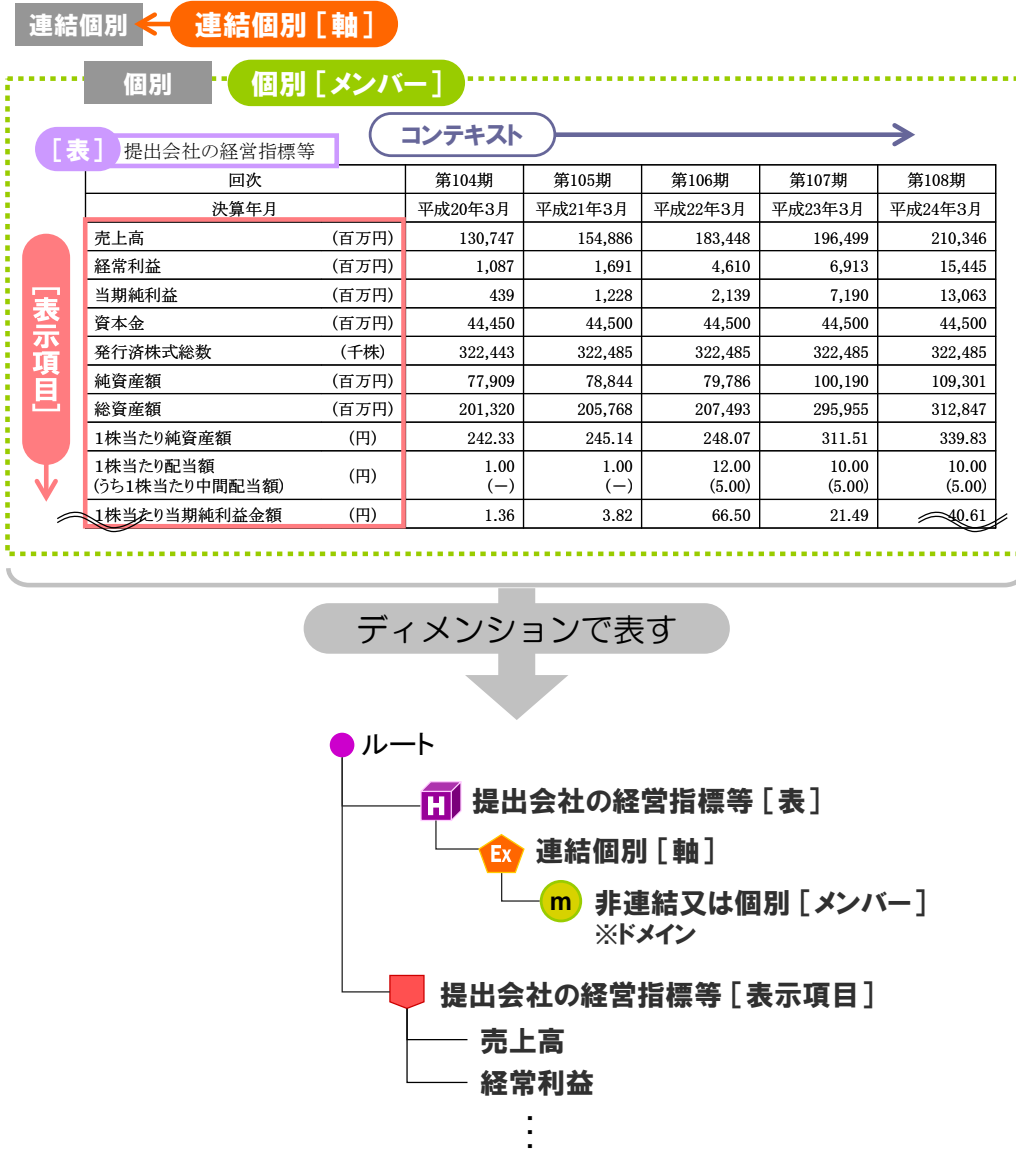 連結個別 連結個別［軸］
個別 個別［メンバー］
コンテキスト
［表］ 提出会社の経営指標等
回次 第104期 第105期 第106期 第107期 第108期
決算年月 平成20年3月 平成21年3月 平成22年3月 平成23年3月 平成24年3月
［表示項目］
売上高 (百万円) 130,747 154,886 183,448 196,499 210,346
経常利益 (百万円) 1,087 1,691 4,610 6,913 15,445
当期純利益 (百万円) 439 1,228 2,139 7,190 13,063
資本金 (百万円) 44,450 44,500 44,500 44,500 44,500
発行済株式総数 (千株) 322,443 322,485 322,485 322,485 322,485
純資産額 (百万円) 77,909 78,844 79,786 100,190 109,301
総資産額 (百万円) 201,320 205,768 207,493 295,955 312,847
1株当たり純資産額 (円) 242.33 245.14 248.07 311.51 339.83
1株当たり配当額 (円) 1.00 1.00 12.00 10.00 10.00
(うち1株当たり中間配当額) (－) (－) (5.00) (5.00) (5.00)
1株当たり当期純利益金額 (円) 1.36 3.82 66.50 21.49 40.61
ディメンションで表す
ルート
H 提出会社の経営指標等［表］
Ex 連結個別［軸］
m 非連結又は個別［メンバー］
※ドメイン
提出会社の経営指標等［表示項目］
売上高
経常利益
⋮